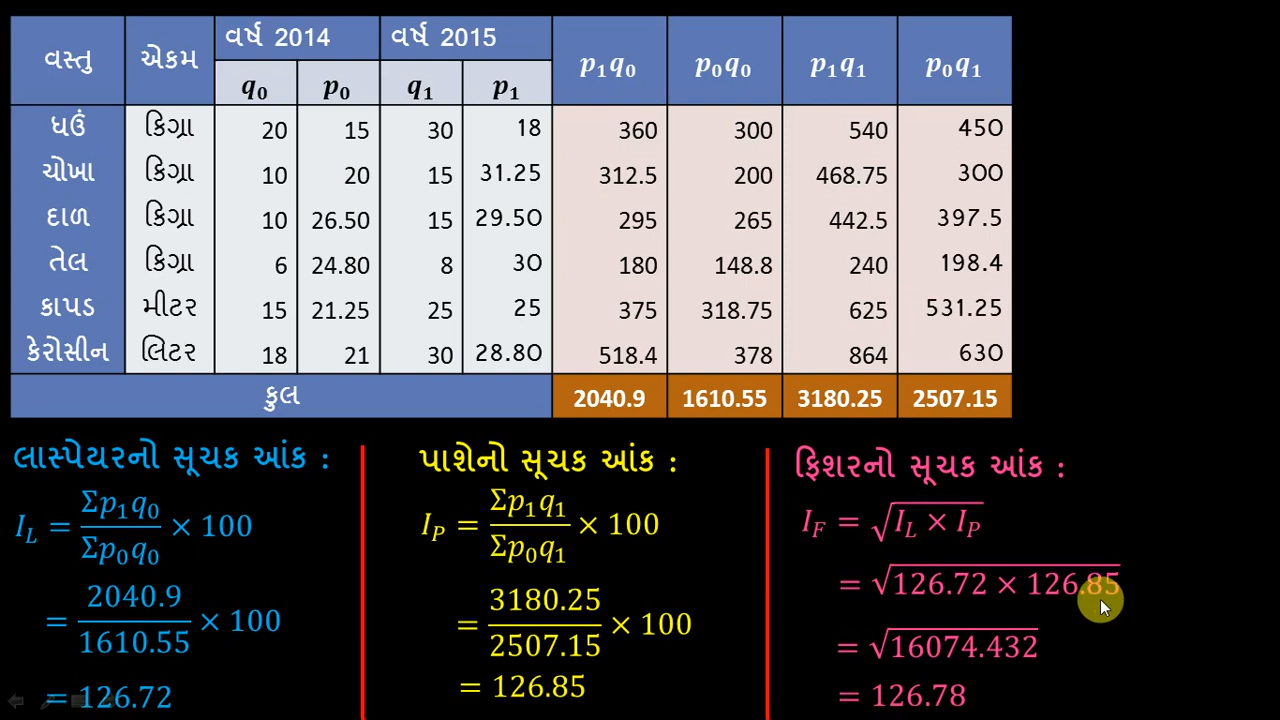 વસ્તુ એકમ વર્ષ 2014 વર્ષ 2015 p₁q₀ p₀q₀ p₁q₁ p₀q₁
q₀ p₀ q₁ p₁
ઘઉં કિગ્રા 20 15 30 18 360 300 540 450
ચોખા કિગ્રા 10 20 15 31.25 312.5 200 468.75 300
દાળ કિગ્રા 10 26.50 15 29.50 295 265 442.5 397.5
તેલ કિગ્રા 6 24.80 8 30 180 148.8 240 198.4
કાપડ મીટર 15 21.25 25 25 375 318.75 625 531.25
કેરોસીન લિટર 18 21 30 28.80 518.4 378 864 630
કુલ 2040.9 1610.55 3180.25 2507.15
લાસ્પેયરનો સૂચક આંક :
I_L = Σp₁q₀ / Σp₀q₀ × 100
= 2040.9 / 1610.55 × 100
= 126.72
પાશેનો સૂચક આંક :
I_P = Σp₁q₁ / Σp₀q₁ × 100
= 3180.25 / 2507.15 × 100
= 126.85
ફિશરનો સૂચક આંક :
I_F = √(I_L × I_P)
= √(126.72 × 126.85)
= √16074.432
= 126.78